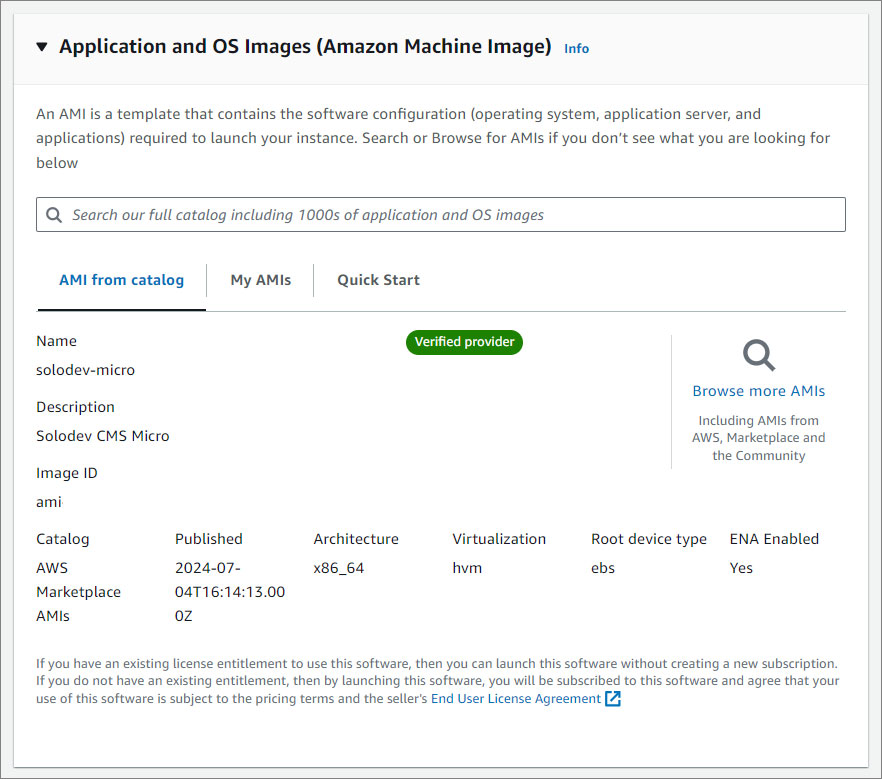 Application and OS Images (Amazon Machine Image) Info
An AMI is a template that contains the software configuration (operating system, application server, and
applications) required to launch your instance. Search or Browse for AMIs if you don't see what you are looking for
below
Search our full catalog including 1000s of application and OS images
AMI from catalog
My AMIs
Quick Start
Name
Verified provider
solodev-micro
Description
Solodev CMS Micro
Image ID
ami
Browse more AMIs
Including AMIs from
AWS, Marketplace and
the Community
Catalog
AWS
Marketplace
AMIs
Published
2024-07-
04T16:14:13.00
0Z
Architecture
x86_64
Virtualization
hvm
Root device type
ebs
ENA Enabled
Yes
If you have an existing license entitlement to use this software, then you can launch this software without creating a new subscription.
If you do not have an existing entitlement, then by launching this software, you will be subscribed to this software and agree that your
use of this software is subject to the pricing terms and the seller's End User License Agreement